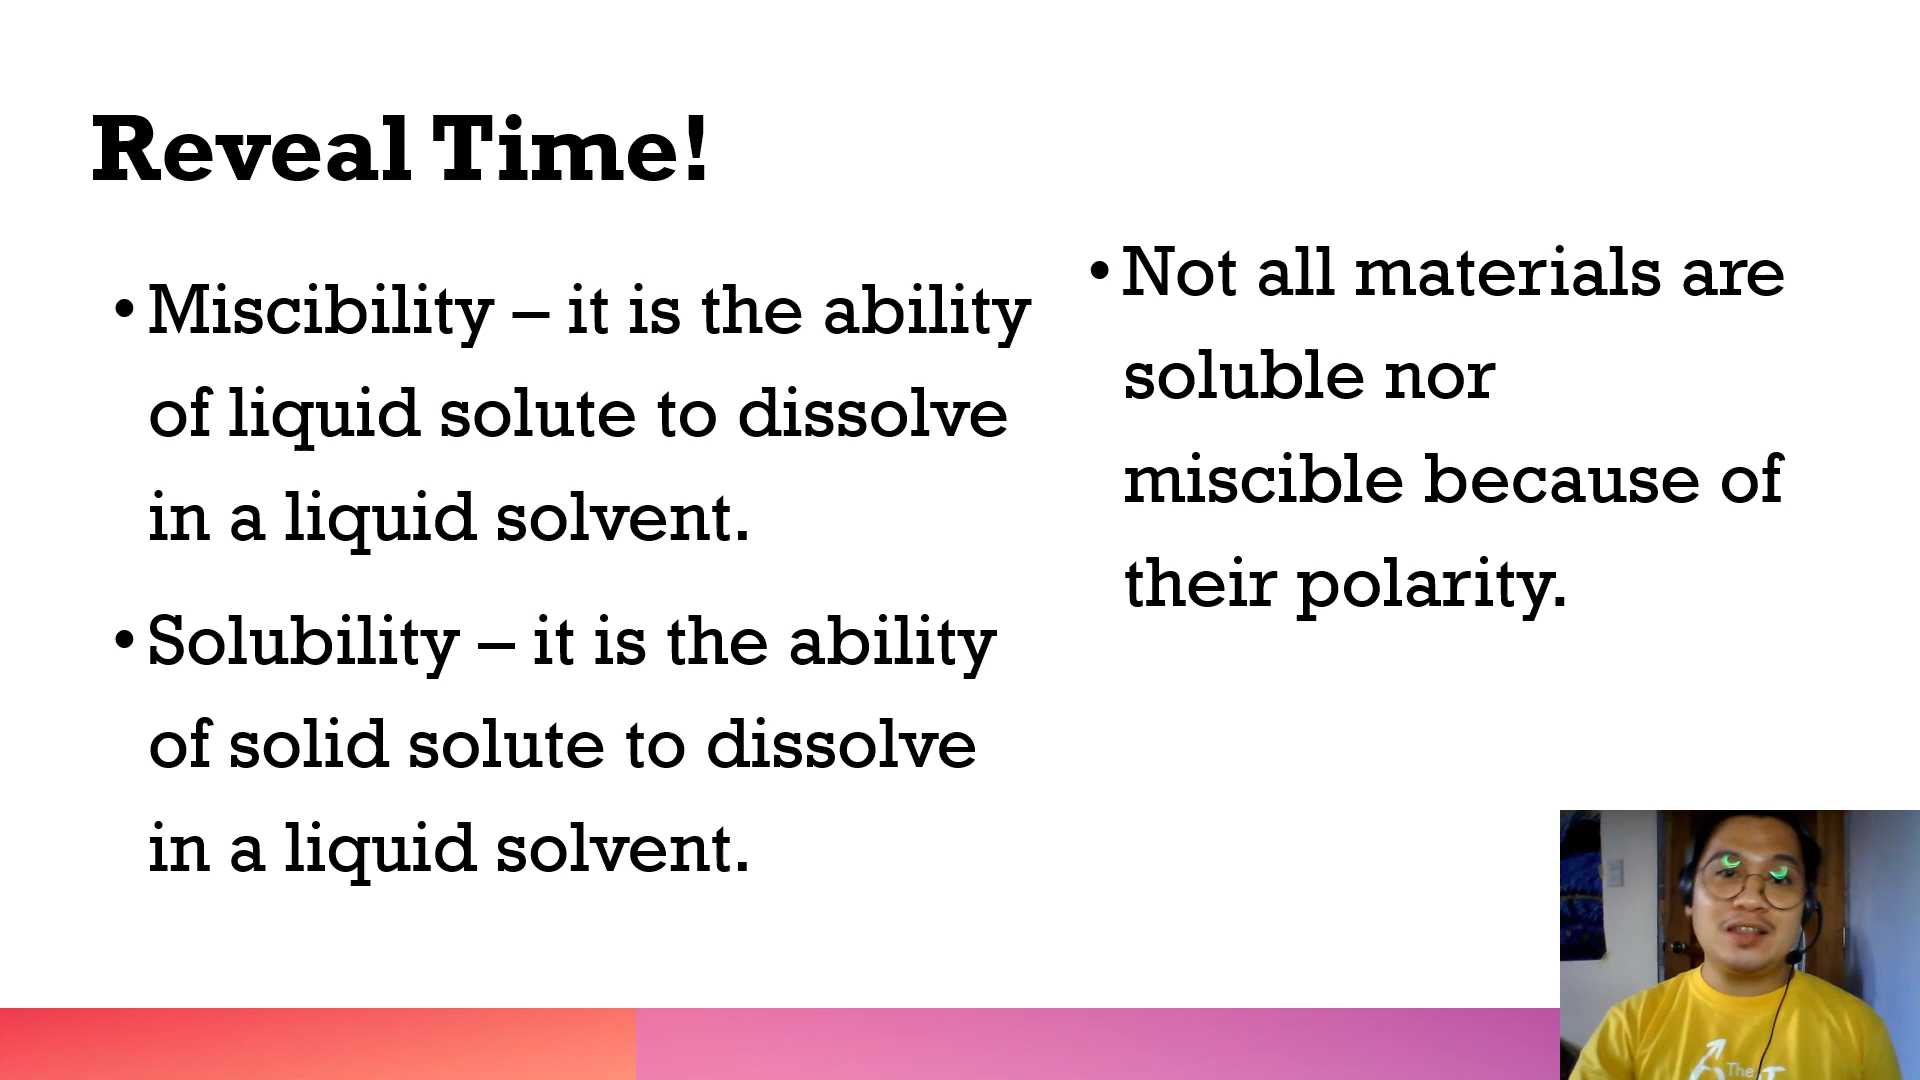 Reveal Time!
• Miscibility – it is the ability
of liquid solute to dissolve
in a liquid solvent.
• Solubility – it is the ability
of solid solute to dissolve
in a liquid solvent.
• Not all materials are
soluble nor
miscible because of
their polarity.
The